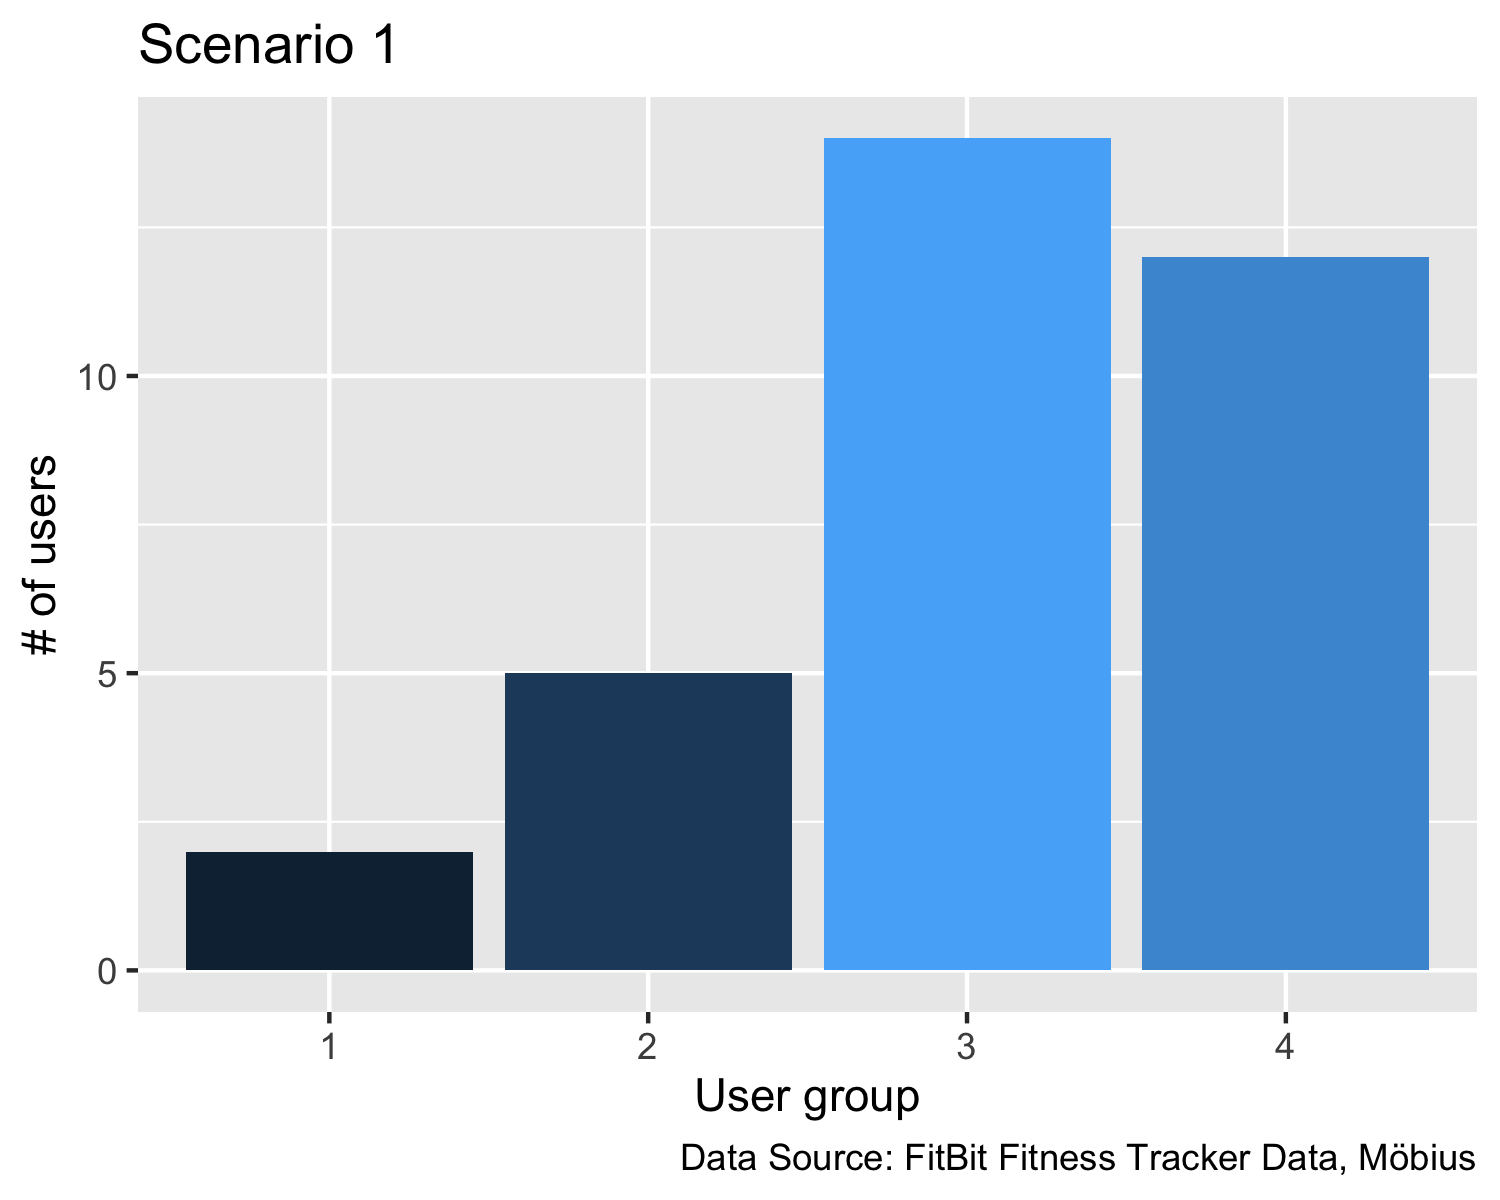 Scenario 1
# of users
10
5
0
1 2 3 4
User group
Data Source: FitBit Fitness Tracker Data, Möbius